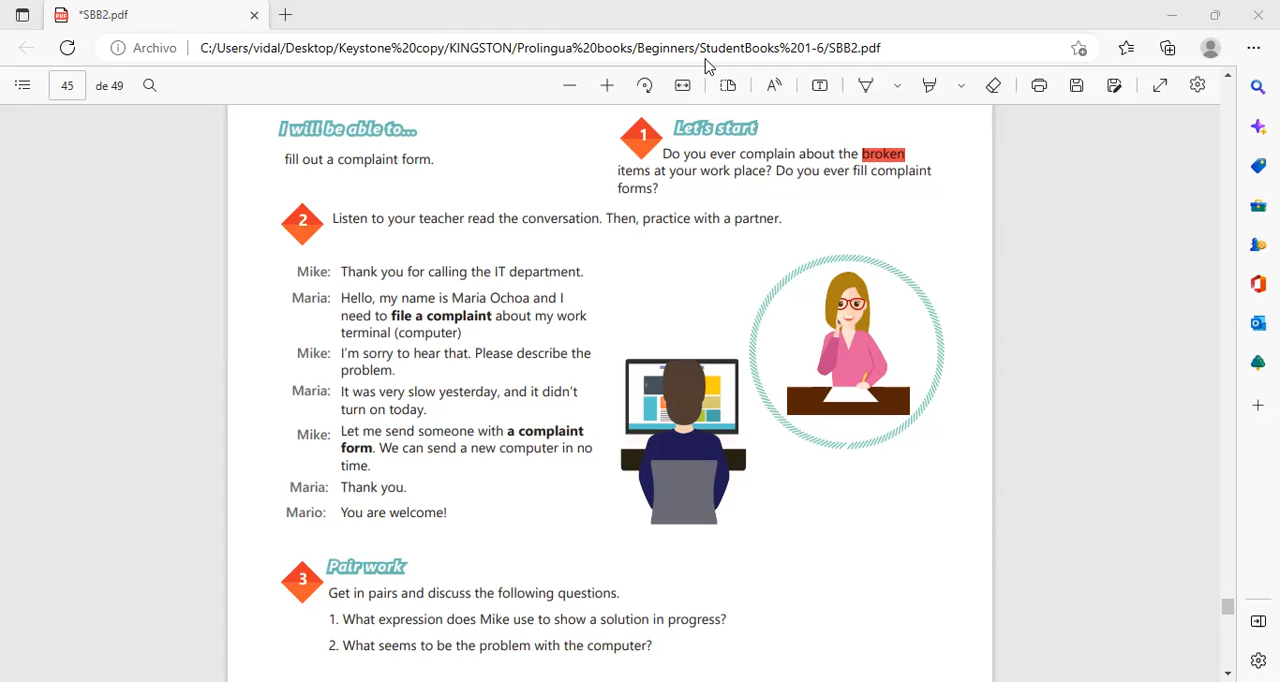 *SBB2.pdf
Archivo
C:/Users/vidal/Desktop/Keystone%20copy/KINGSTON/Prolingua%20books/Beginners/StudentBooks%201-6/SBB2.pdf
45 de 49
I will be able to...
fill out a complaint form.
1 Let's start
Do you ever complain about the broken
items at your work place? Do you ever fill complaint
forms?
2 Listen to your teacher read the conversation. Then, practice with a partner.
Mike: Thank you for calling the IT department.
Maria: Hello, my name is Maria Ochoa and I
need to file a complaint about my work
terminal (computer)
Mike: I'm sorry to hear that. Please describe the
problem.
Maria: It was very slow yesterday, and it didn't
turn on today.
Mike: Let me send someone with a complaint
form. We can send a new computer in no
time.
Maria: Thank you.
Mario: You are welcome!
3 Pair work
Get in pairs and discuss the following questions.
1. What expression does Mike use to show a solution in progress?
2. What seems to be the problem with the computer?